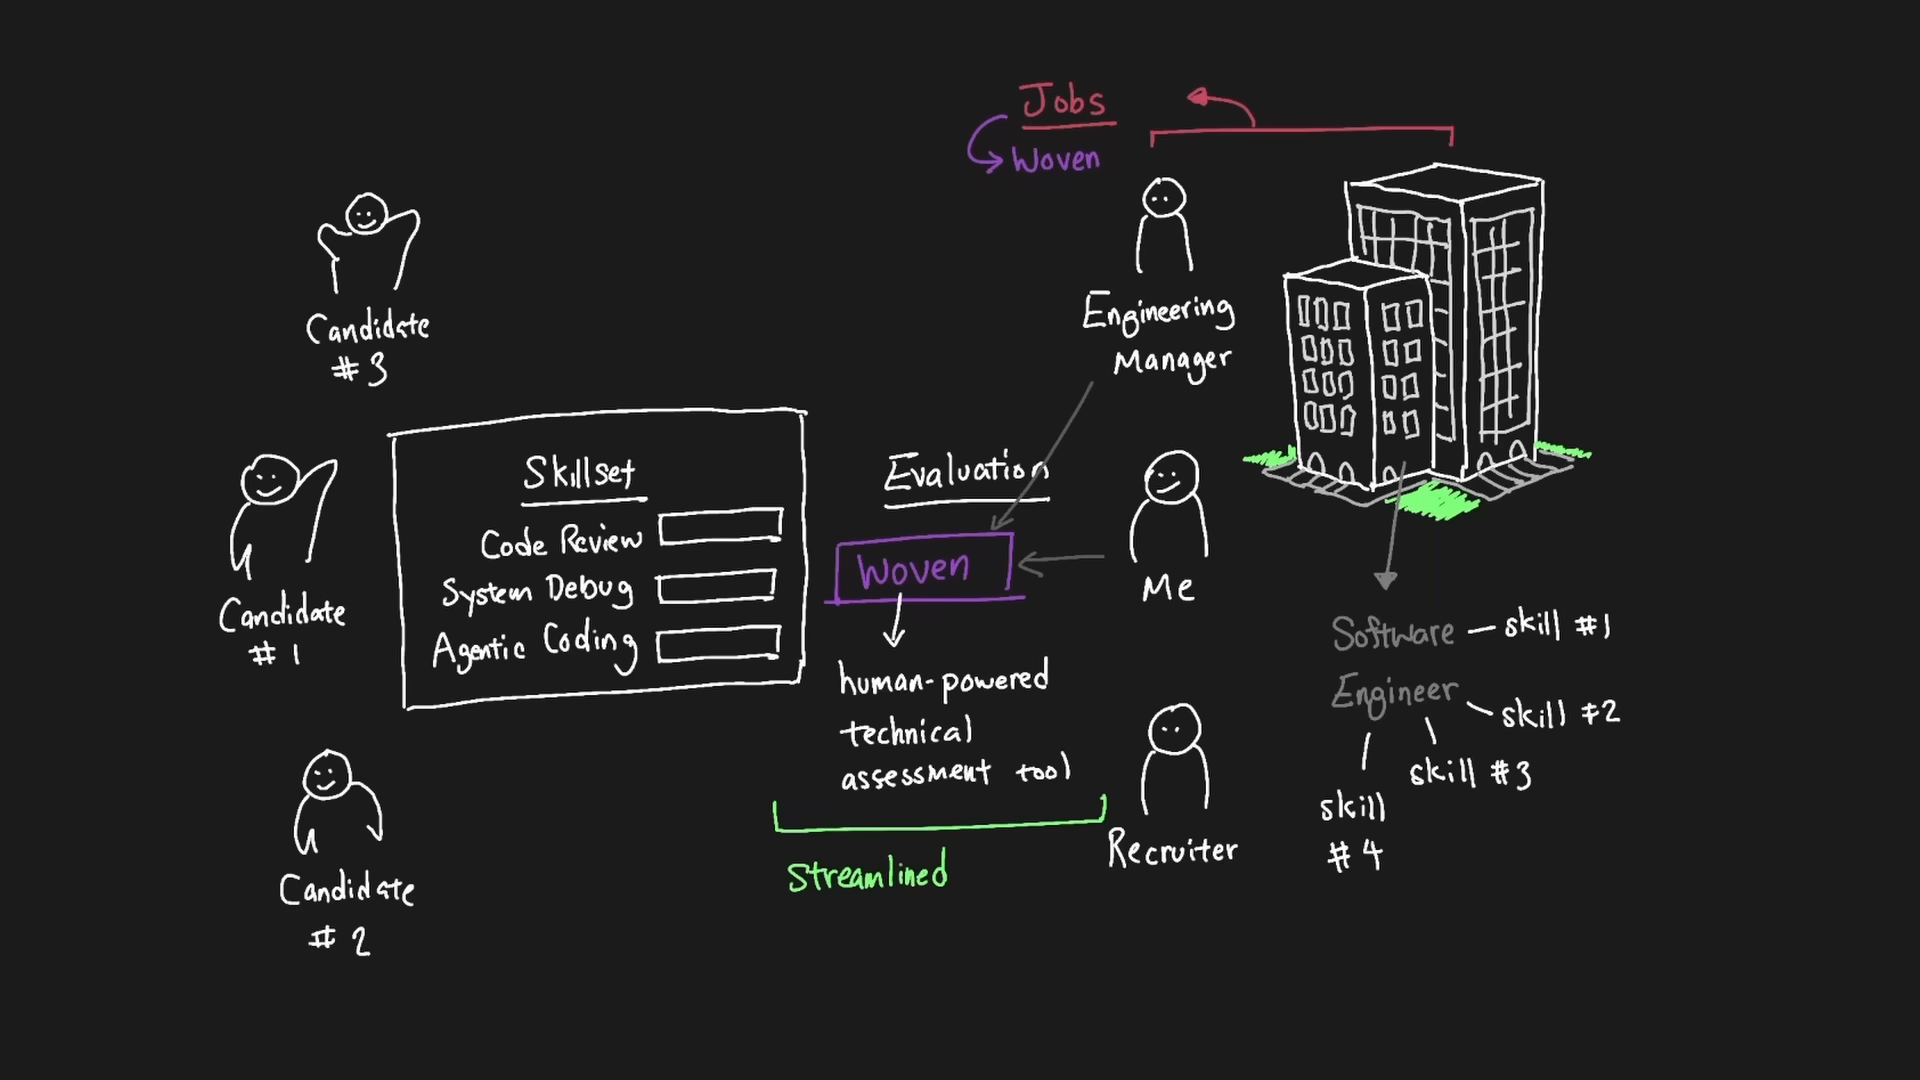 Jobs
Woven
Candidate
#3
Engineering
Manager
Skillset
Code Review
System Debug
Agentic Coding
Evaluation
Woven
human-powered
technical
assessment tool
Streamlined
Candidate
#1
Me
Software
Engineer
skill #1
skill #2
skill #3
skill
#4
Candidate
#2
Recruiter